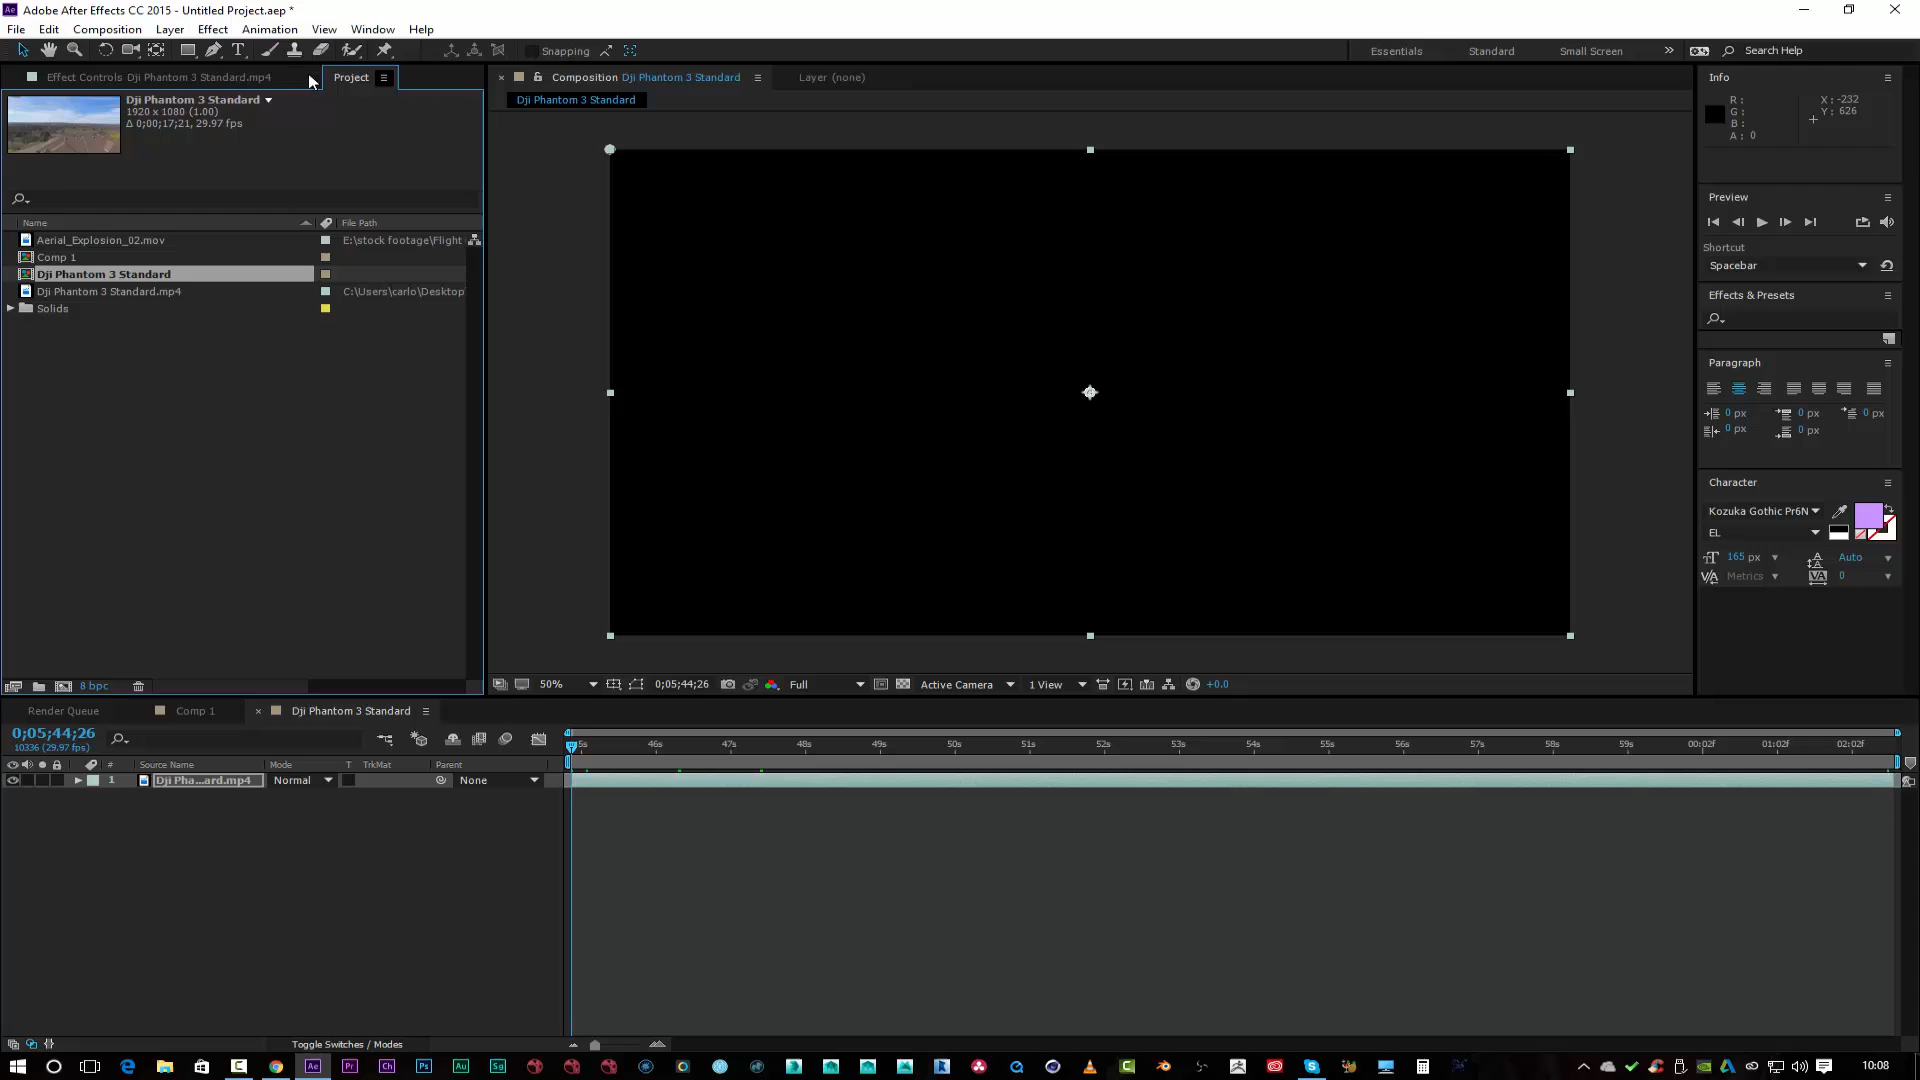 Adobe After Effects CC 2015 - Untitled Project.aep *
File Edit Composition Layer Effect Animation View Window Help
Snapping Essentials Standard Small Screen Search Help
Effect Controls Dji Phantom 3 Standard.mp4 Project
Composition Dji Phantom 3 Standard Layer (none)
Dji Phantom 3 Standard
Dji Phantom 3 Standard
1920 x 1080 (1.00)
Δ 0;00;17;21, 29.97 fps
Name File Path
Aerial_Explosion_02.mov E:\stock footage\Flight
Comp 1
Dji Phantom 3 Standard
Dji Phantom 3 Standard.mp4 C:\Users\carlo\Desktop
Solids
8 bpc
50% 0;05;44;26 Full Active Camera 1 View +0.0
Info
R: X: -232
G: Y: 626
B:
A: 0
Preview
Shortcut
Spacebar
Effects & Presets
Paragraph
0 px 0 px 0 px
0 px 0 px
Character
Kozuka Gothic Pr6N
EL
165 px Auto
Metrics 0
Render Queue Comp 1 Dji Phantom 3 Standard
0;05;44;26
10336 (29.97 fps)
5s 46s 47s 48s 49s 50s 51s 52s 53s 54s 55s 00:02f 01:02f 02:02f
# Source Name Mode T TrkMat Parent
1 Dji Pha...ard.mp4 Normal None
Toggle Switches / Modes
Ae Pr Ch Ps Au Sg
10:08